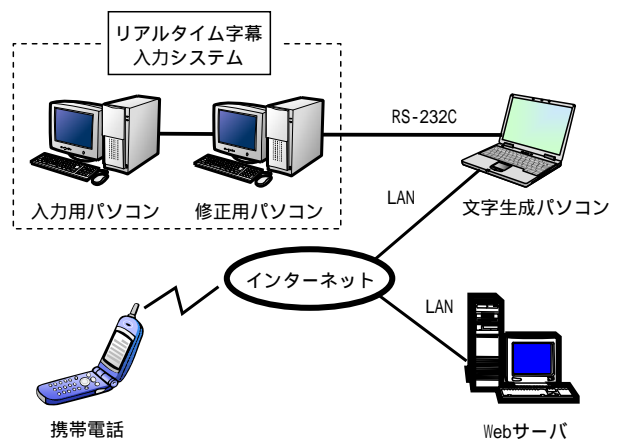 リアルタイム字幕
入力システム
RS-232C
入力用パソコン
修正用パソコン
LAN
文字生成パソコン
インターネット
LAN
携帯電話
Webサーバ